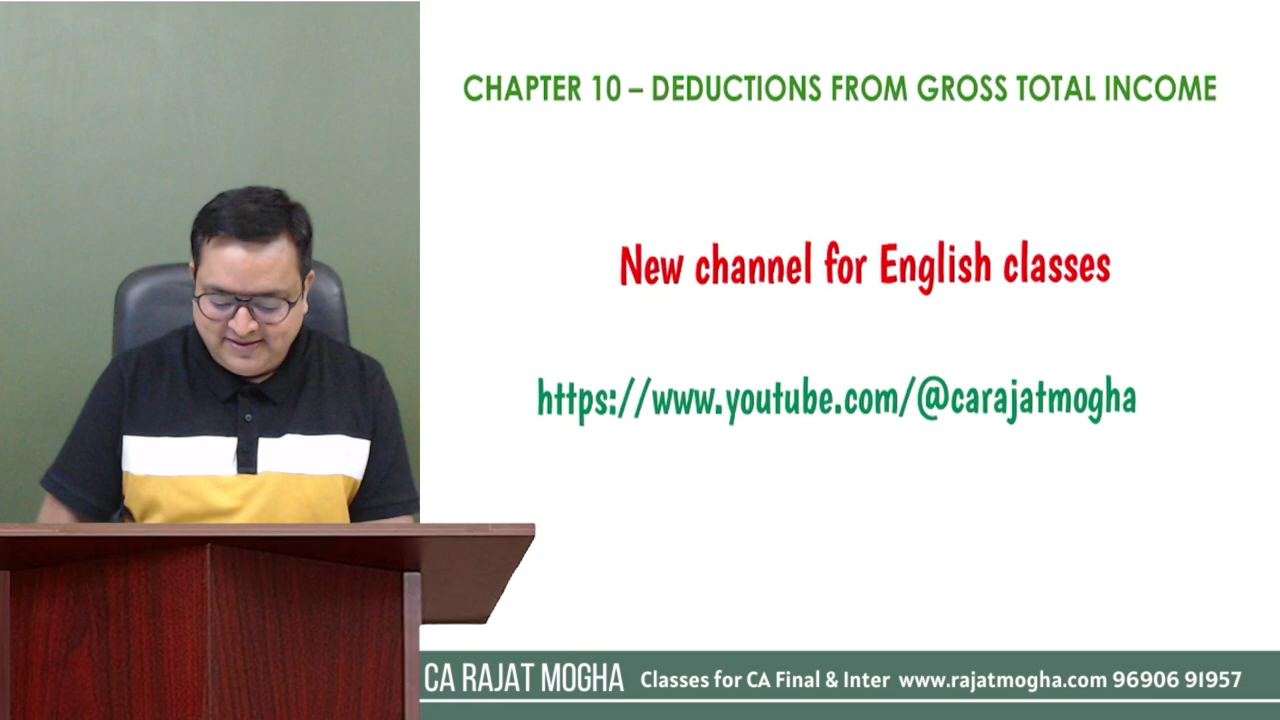 CHAPTER 10 – DEDUCTIONS FROM GROSS TOTAL INCOME
New channel for English classes
https://www.youtube.com/@carajatmogha
CA RAJAT MOGHA Classes for CA Final & Inter www.rajatmogha.com 96906 91957